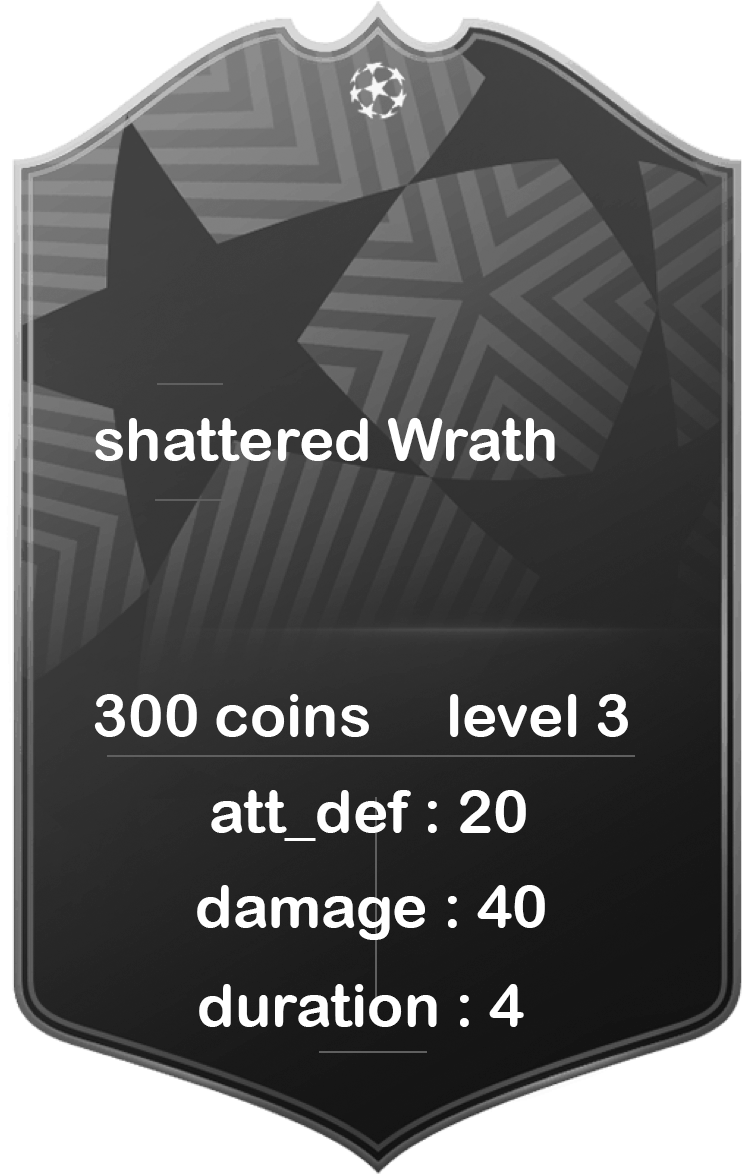 shattered Wrath
300 coins level 3
att_def : 20
damage : 40
duration : 4